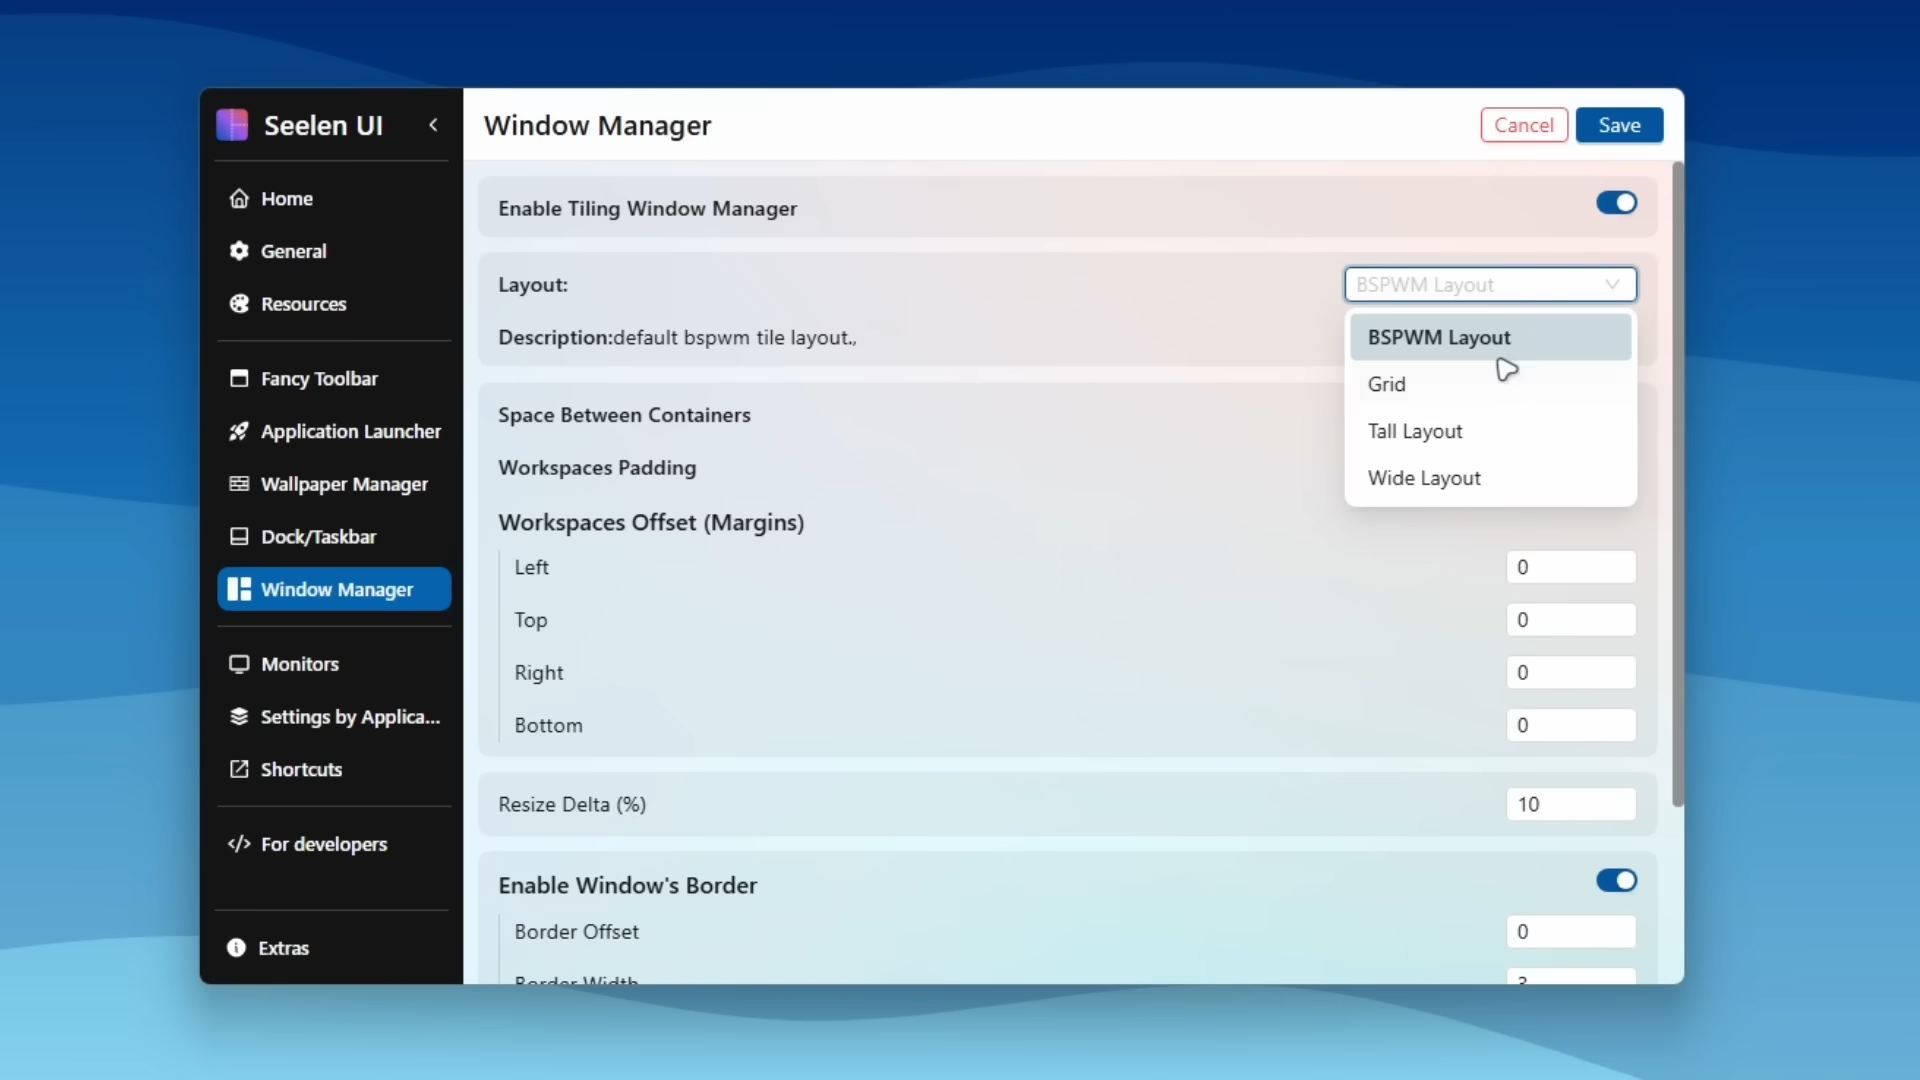 Seelen UI
Home
General
Resources
Fancy Toolbar
Application Launcher
Wallpaper Manager
Dock/Taskbar
Window Manager
Monitors
Settings by Applica...
Shortcuts
For developers
Extras
Window Manager
Cancel
Save
Enable Tiling Window Manager
Layout:
BSPWM Layout
Description:default bspwm tile layout.,
BSPWM Layout
Grid
Tall Layout
Wide Layout
Space Between Containers
Workspaces Padding
Workspaces Offset (Margins)
Left 0
Top 0
Right 0
Bottom 0
Resize Delta (%) 10
Enable Window's Border
Border Offset 0
Border Width